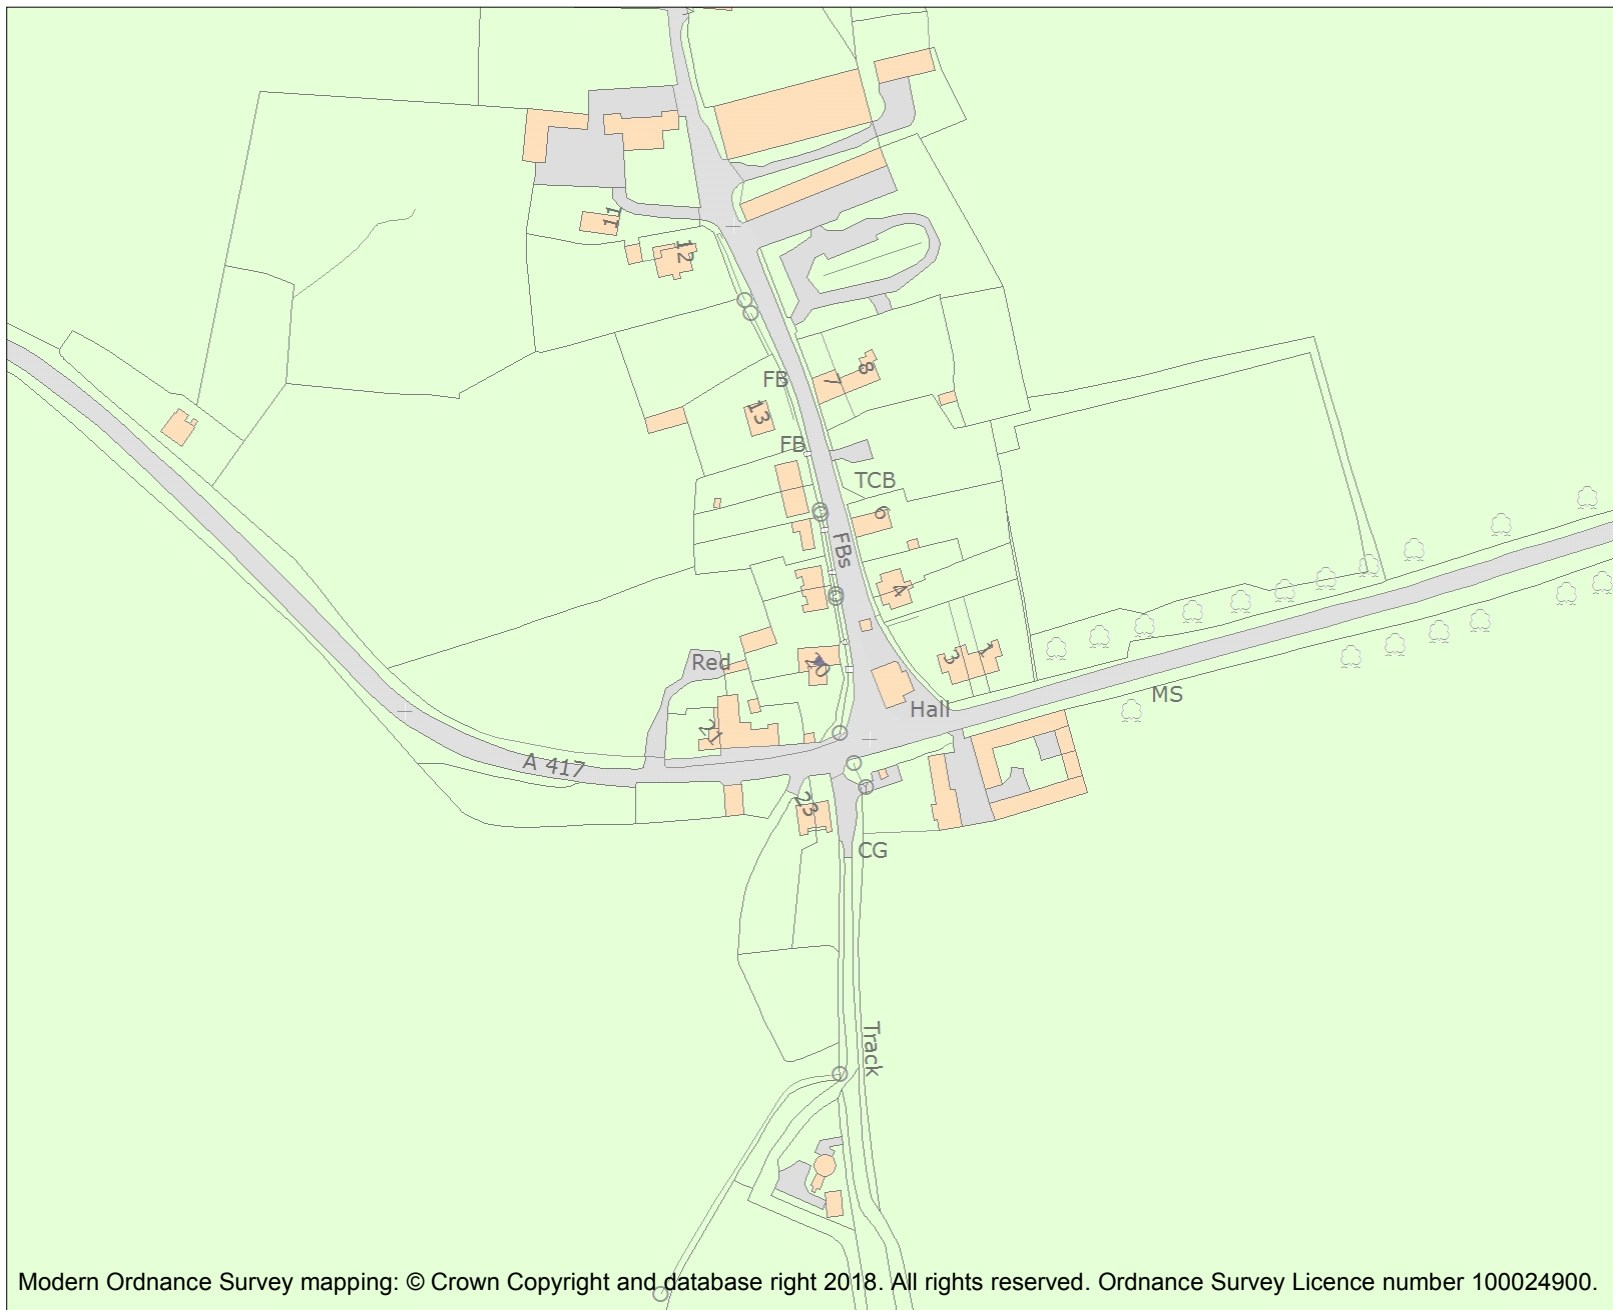 11
12
FB
7
8
13
FB
TCB
6
FBs
4
Red
20
3
1
MS
Hall
21
A 417
23
CG
Track
Modern Ordnance Survey mapping: © Crown Copyright and database right 2018. All rights reserved. Ordnance Survey Licence number 100024900.